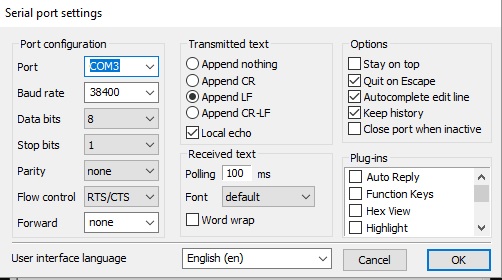 Serial port settings
Port configuration
Port COM3
Baud rate 38400
Data bits 8
Stop bits 1
Parity none
Flow control RTS/CTS
Forward none
Transmitted text
Append nothing
Append CR
Append LF
Append CR-LF
Local echo
Received text
Polling 100 ms
Font default
Word wrap
Options
Stay on top
Quit on Escape
Autocomplete edit line
Keep history
Close port when inactive
Plug-ins
Auto Reply
Function Keys
Hex View
Highlight
User interface language English (en) Cancel OK